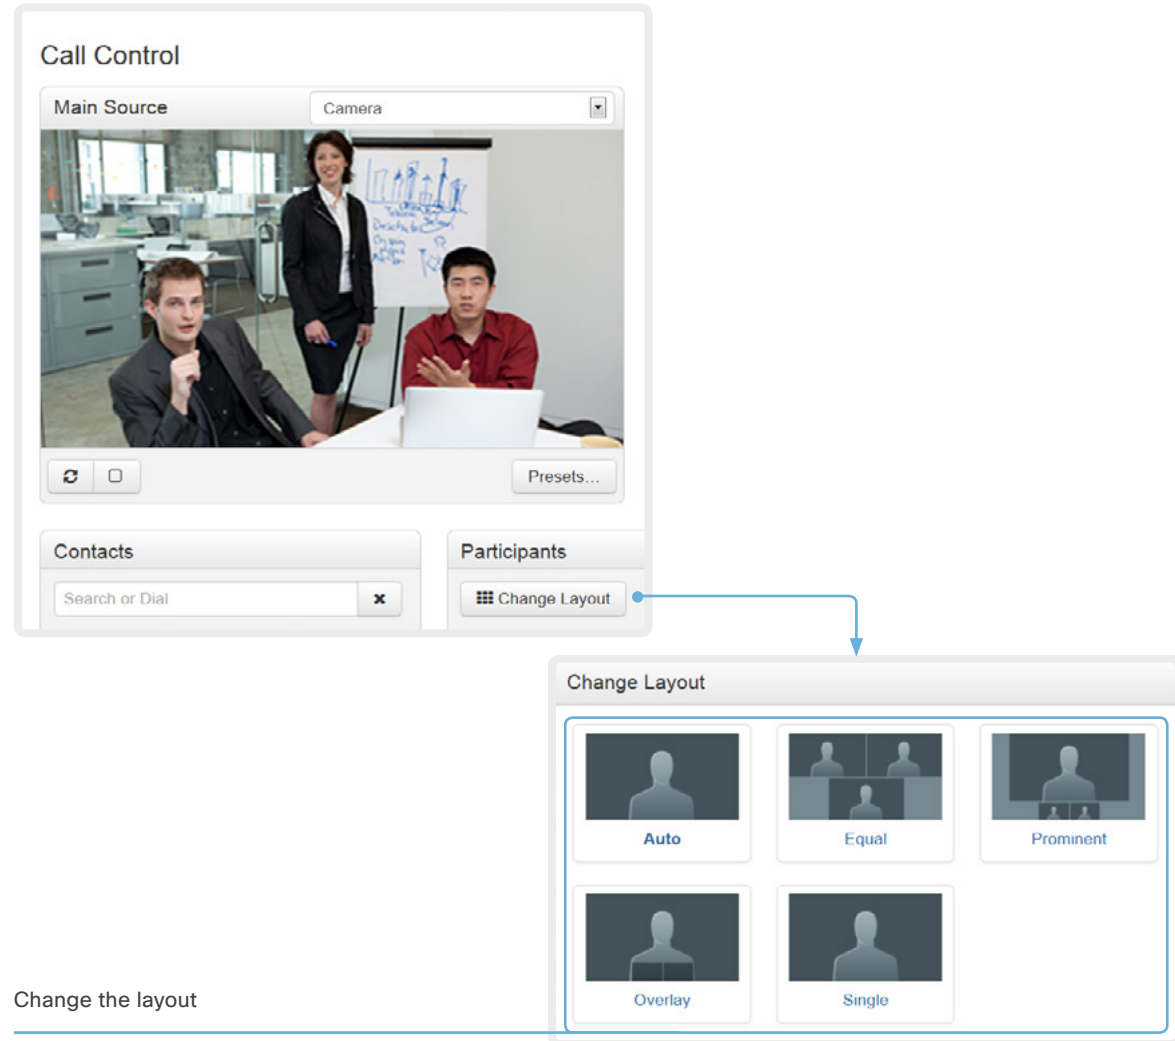 Call Control
Main Source
Camera
Presets...
Contacts
Participants
Search or Dial
Change Layout
Change Layout
Auto
Equal
Prominent
Overlay
Single
Change the layout